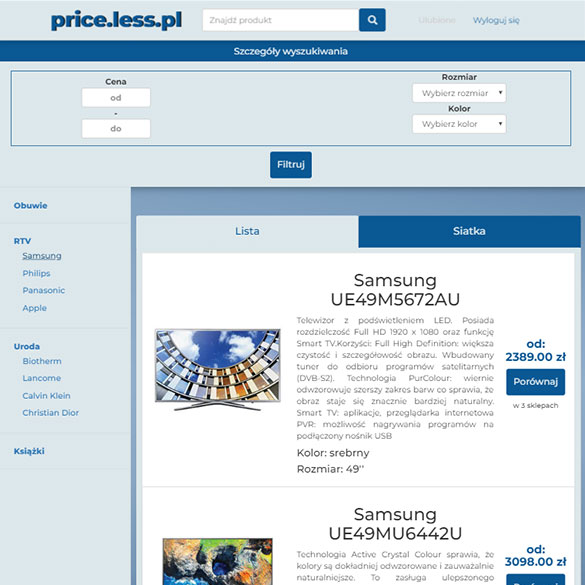 price.less.pl
Znajdź produkt
Ulubione
Wyloguj się
Szczegóły wyszukiwania
Cena
od
-
do
Rozmiar
Wybierz rozmiar
Kolor
Wybierz kolor
Filtruj
Obuwie
RTV
Samsung
Philips
Panasonic
Apple
Uroda
Biotherm
Lancome
Calvin Klein
Christian Dior
Książki
Lista
Siatka
Samsung
UE49M5672AU
Telewizor z podświetleniem LED. Posiada
rozdzielczość Full HD 1920 x 1080 oraz funkcję
Smart TV.Korzyści: Full High Definition: większa
czystość i szczegółowość obrazu. Wbudowany
tuner do odbioru programów satelitarnych
(DVB-S2). Technologia PurColour: wiernie
odwzorowuje szerszy zakres barw co sprawia, że
obraz staje się znacznie bardziej naturalny.
Smart TV: aplikacje, przeglądarka internetowa
PVR: możliwość nagrywania programów na
podłączony nośnik USB
Kolor: srebrny
Rozmiar: 49''
od:
2389.00 zł
Porównaj
w 3 sklepach
Samsung
UE49MU6442U
Technologia Active Crystal Colour sprawia, że
kolory są dokładniej odwzorowane i zauważalnie
naturalniejsze. To zasługa ulepszonego
od:
3098.00 zł